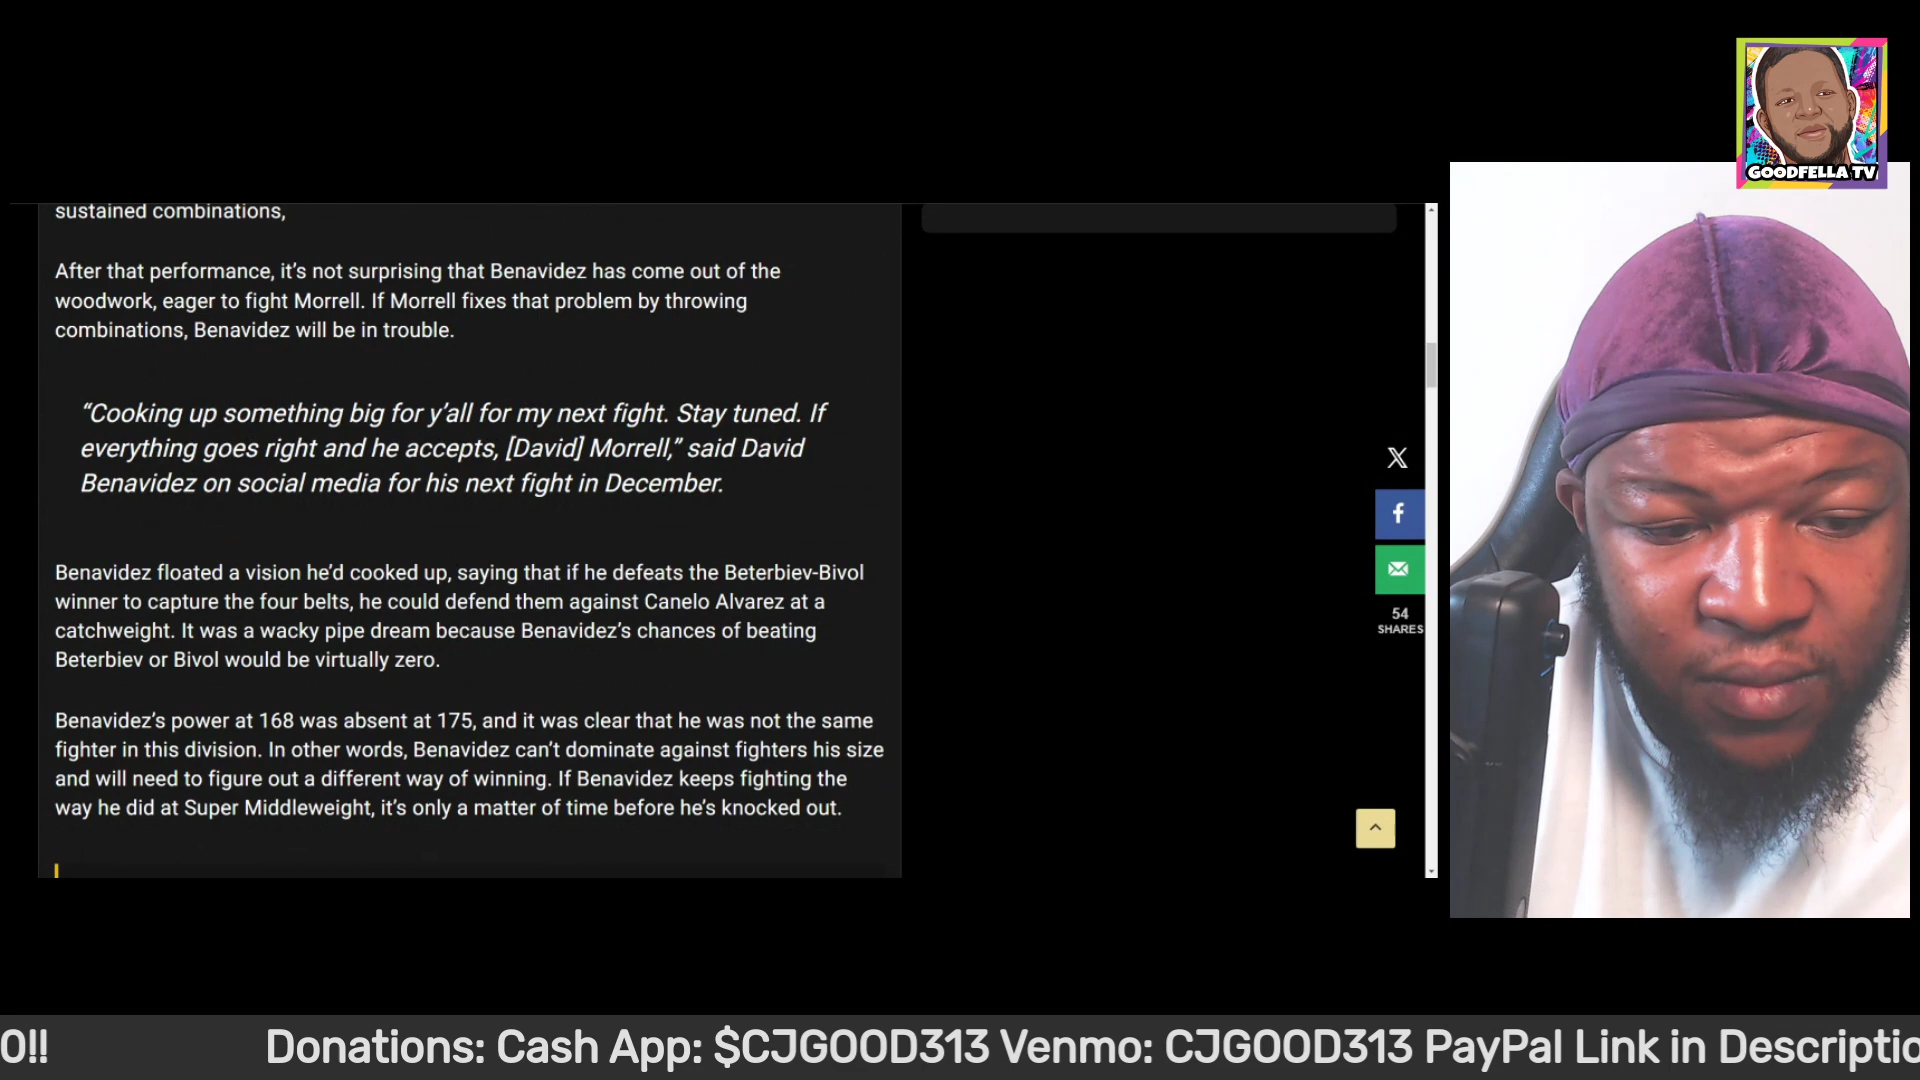 GOODFELLA TV
sustained combinations,
After that performance, it’s not surprising that Benavidez has come out of the
woodwork, eager to fight Morrell. If Morrell fixes that problem by throwing
combinations, Benavidez will be in trouble.
“Cooking up something big for y’all for my next fight. Stay tuned. If
everything goes right and he accepts, [David] Morrell,” said David
Benavidez on social media for his next fight in December.
Benavidez floated a vision he’d cooked up, saying that if he defeats the Beterbiev-Bivol
winner to capture the four belts, he could defend them against Canelo Alvarez at a
catchweight. It was a wacky pipe dream because Benavidez’s chances of beating
Beterbiev or Bivol would be virtually zero.
Benavidez’s power at 168 was absent at 175, and it was clear that he was not the same
fighter in this division. In other words, Benavidez can’t dominate against fighters his size
and will need to figure out a different way of winning. If Benavidez keeps fighting the
way he did at Super Middleweight, it’s only a matter of time before he’s knocked out.
54
SHARES
0!! Donations: Cash App: $CJGOOD313 Venmo: CJGOOD313 PayPal Link in Descriptio